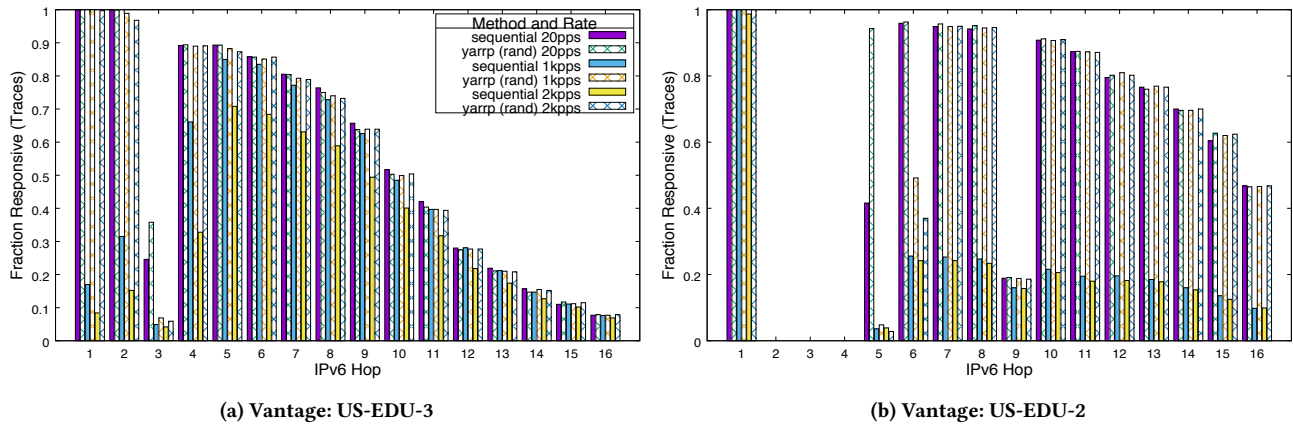 Fraction Responsive (Traces)
1
0.9
0.8
0.7
0.6
0.5
0.4
0.3
0.2
0.1
0
1 2 3 4 5 6 7 8 9 10 11 12 13 14 15 16
IPv6 Hop
Method and Rate
sequential 20pps
yarrp (rand) 20pps
sequential 1kpps
yarrp (rand) 1kpps
sequential 2kpps
yarrp (rand) 2kpps
(a) Vantage: US-EDU-3
Fraction Responsive (Traces)
1
0.8
0.6
0.4
0.2
0
1 2 3 4 5 6 7 8 9 10 11 12 13 14 15 16
IPv6 Hop
(b) Vantage: US-EDU-2